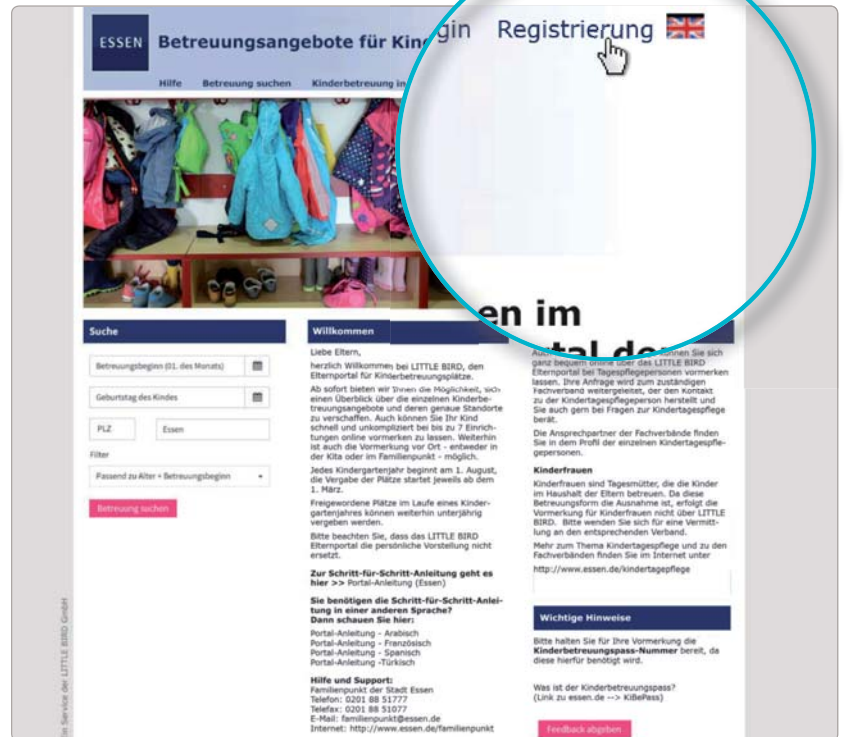 ESSEN
Betreuungsangebote für Kin
gin Registrierung
Hilfe Betreuung suchen Kinderbetreuung in
en im
rtal der
Suche
Betreuungsbeginn (01. des Monats)
Geburtstag des Kindes
PLZ Essen
Filter
Passend zu Alter + Betreuungsbeginn
Betreuung suchen
Willkommen
Liebe Eltern,
herzlich Willkommen bei LITTLE BIRD, den
Elternportal für Kinderbetreuungsplätze.
Ab sofort bieten wir Ihnen die Möglichkeit, sich
einen Überblick über die einzelnen Kinderbe-
treuungsangebote und deren genaue Standorte
zu verschaffen. Auch können Sie Ihr Kind
schnell und unkompliziert bei bis zu 7 Einrich-
tungen online vormerken zu lassen. Weiterhin
ist auch die Vormerkung vor Ort - entweder in
der Kita oder im Familienpunkt - möglich.
Jedes Kindergartenjahr beginnt am 1. August,
die Vergabe der Plätze startet jeweils ab dem
1. März.
Freigewordene Plätze im Laufe eines Kinder-
gartenjahres können weiterhin unterjährig
vergeben werden.
Bitte beachten Sie, dass das LITTLE BIRD
Elternportal die persönliche Vorstellung nicht
ersetzt.
Zur Schritt-für-Schritt-Anleitung geht es
hier >> Portal-Anleitung (Essen)
Sie benötigen die Schritt-für-Schritt-Anlei-
tung in einer anderen Sprache?
Dann schauen Sie hier:
Portal-Anleitung - Arabisch
Portal-Anleitung - Französisch
Portal-Anleitung - Spanisch
Portal-Anleitung -Türkisch
Hilfe und Support:
Familienpunkt der Stadt Essen
Telefon: 0201 88 51777
Telefax: 0201 88 51077
E-Mail: familienpunkt@essen.de
Internet: http://www.essen.de/familienpunkt
können Sie sich
ganz bequem online über das LITTLE BIRD
Elternportal bei Tagespflegepersonen vormerken
lassen. Ihre Anfrage wird zum zuständigen
Fachverband weitergeleitet, der den Kontakt
zu der Kindertagespflegeperson herstellt und
Sie auch gern bei Fragen zur Kindertagespflege
berät.
Die Ansprechpartner der Fachverbände finden
Sie in dem Profil der einzelnen Kindertagespfle-
gepersonen.
Kinderfrauen
Kinderfrauen sind Tagesmütter, die die Kinder
im Haushalt der Eltern betreuen. Da diese
Betreuungsform die Ausnahme ist, erfolgt die
Vormerkung für Kinderfrauen nicht über LITTLE
BIRD. Bitte wenden Sie sich für eine Vermitt-
lung an den entsprechenden Verband.
Mehr zum Thema Kindertagespflege und zu den
Fachverbänden finden Sie im Internet unter
http://www.essen.de/kindertagepflege
Wichtige Hinweise
Bitte halten Sie für Ihre Vormerkung die
Kinderbetreuungspass-Nummer bereit, da
diese hierfür benötigt wird.
Was ist der Kinderbetreuungspass?
(Link zu essen.de --> KiBePass)
Feedback abgeben
Ein Service der LITTLE BIRD GmbH